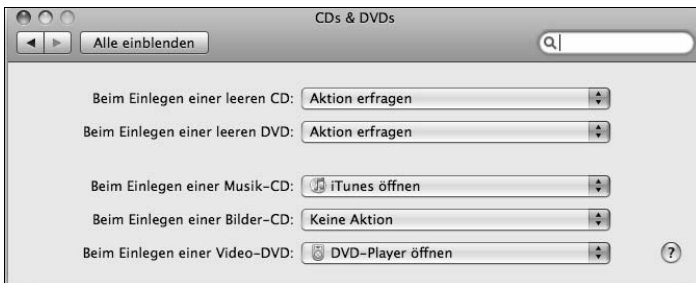 CDs & DVDs
Alle einblenden
Beim Einlegen einer leeren CD: Aktion erfragen
Beim Einlegen einer leeren DVD: Aktion erfragen
Beim Einlegen einer Musik-CD: iTunes öffnen
Beim Einlegen einer Bilder-CD: Keine Aktion
Beim Einlegen einer Video-DVD: DVD-Player öffnen ?